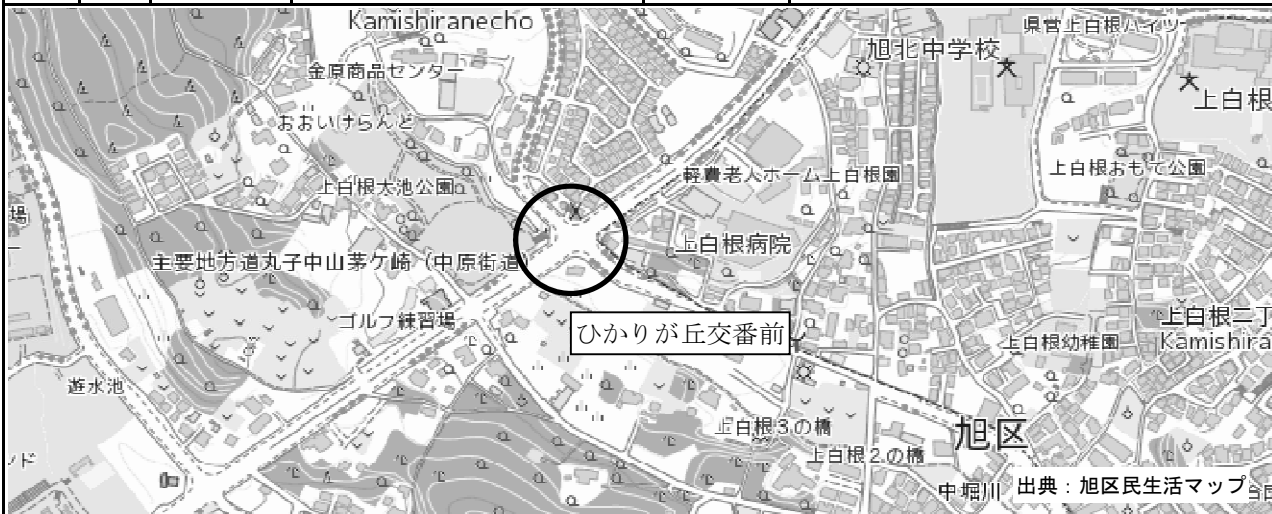 Kamishiranecho
県営上白根ハイツ
旭北中学校
金原商品センター
上白根
おおいけらんど
軽費老人ホーム上白根園
上白根おもて公園
上白根大池公園
場
上白根病院
主要地方道丸子中山茅ケ崎（中原街道）
ゴルフ練習場
ひかりが丘交番前
上白根二丁
Kamishira
上白根幼稚園
遊水池
上白根３の橋
旭区
上白根２の橋
ンド
中堀川
出典：旭区民生活マップ